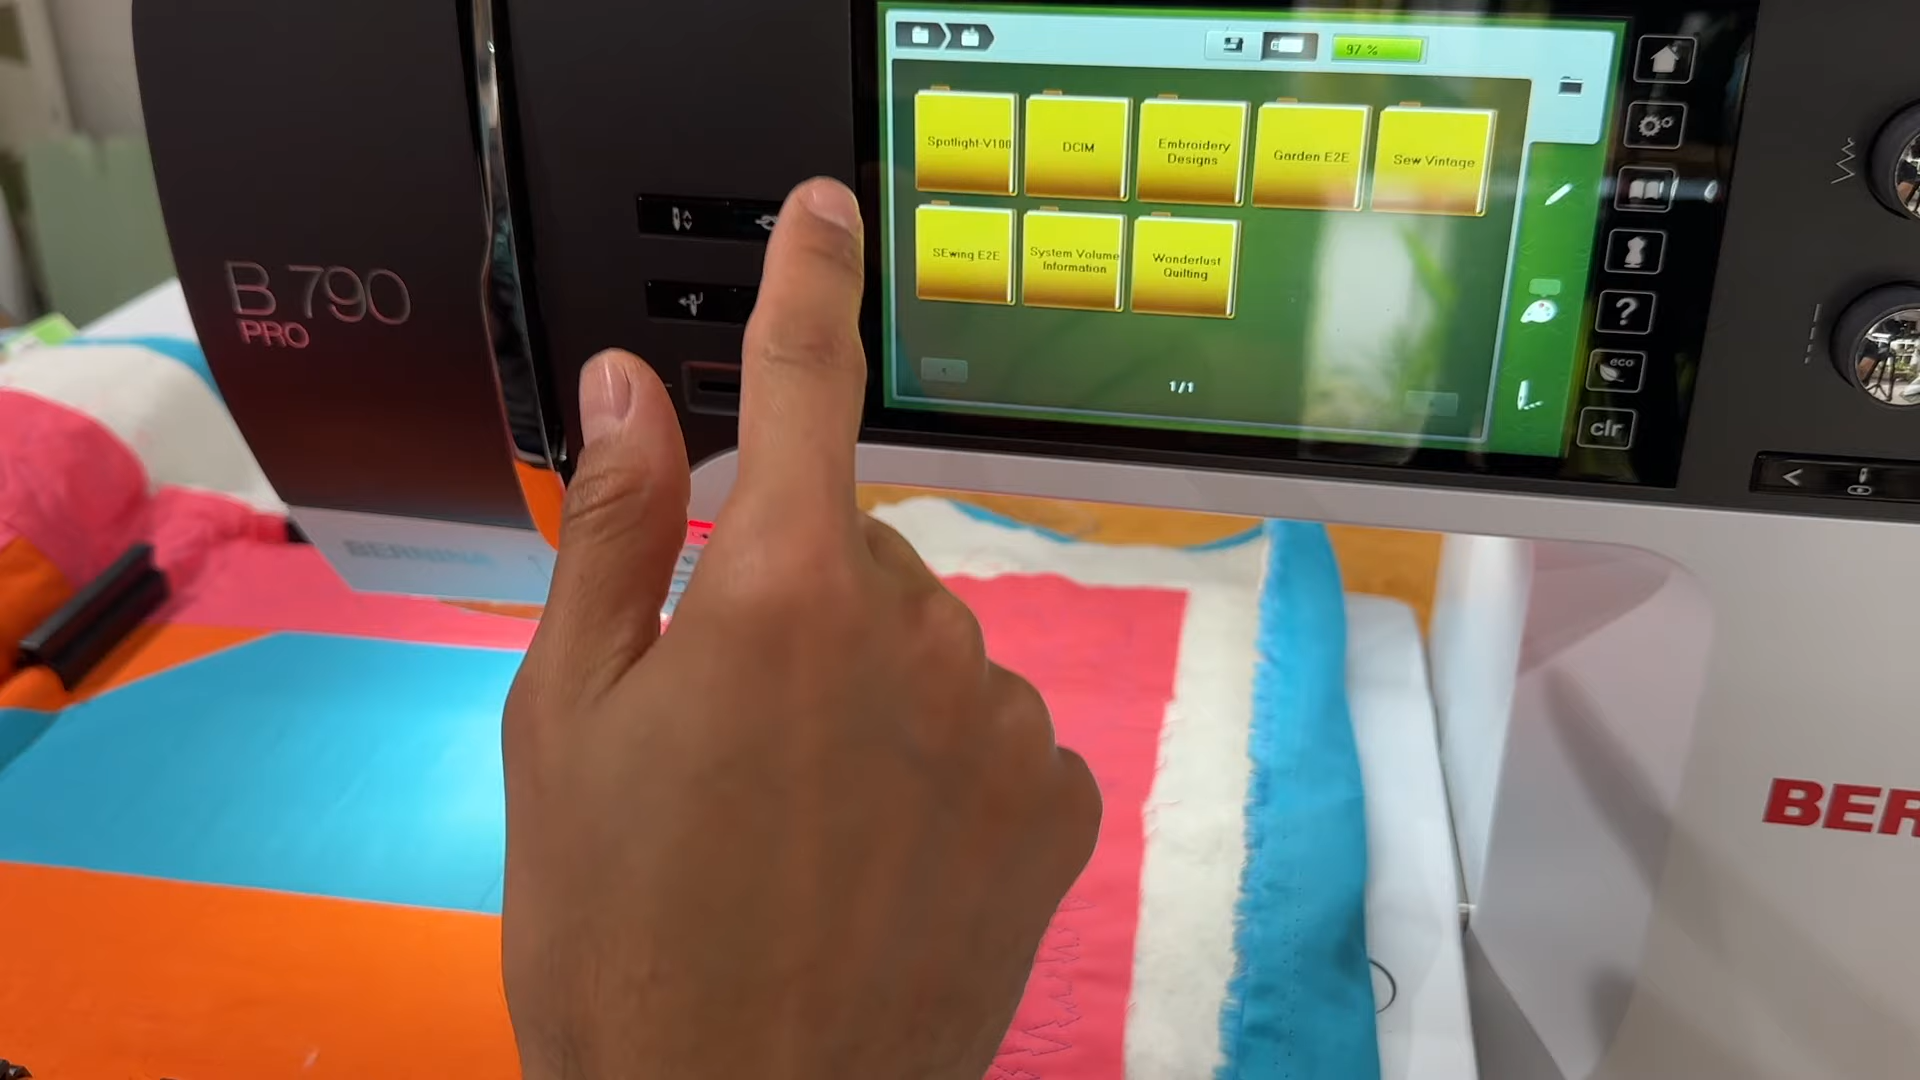 97 %
Spotlight-V100
DCIM
Embroidery
Designs
Garden E2E
Sew Vintage
SEwing E2E
System Volume
Information
Wonderlust
Quilting
1/1
?
eco
clr
B 790
PRO
BERNINA
BER